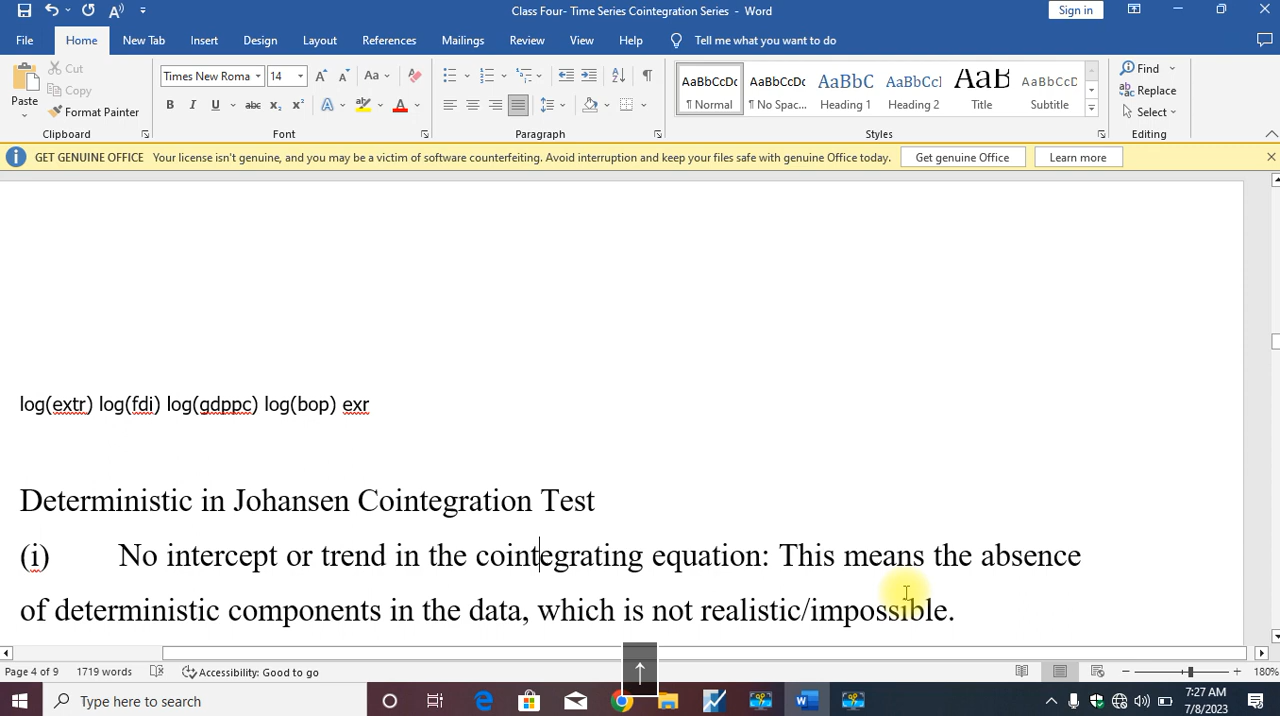 Class Four- Time Series Cointegration Series - Word
Sign in
File Home New Tab Insert Design Layout References Mailings Review View Help Tell me what you want to do
Paste
Cut
Copy
Format Painter
Clipboard
Times New Roma 14
Aa
B I U abc x₂ x² A A
Font
Paragraph
AaBbCcDc AaBbCcDc AaBbC AaBbCcl AaB AaBbCcD
¶ Normal ¶ No Spac... Heading 1 Heading 2 Title Subtitle
Styles
Find
Replace
Select
Editing
GET GENUINE OFFICE Your license isn't genuine, and you may be a victim of software counterfeiting. Avoid interruption and keep your files safe with genuine Office today. Get genuine Office Learn more
log(extr) log(fdi) log(gdppc) log(bop) exr
Deterministic in Johansen Cointegration Test
(i) No intercept or trend in the cointegrating equation: This means the absence
of deterministic components in the data, which is not realistic/impossible.
Page 4 of 9 1719 words Accessibility: Good to go 180%
Type here to search
7:27 AM
7/8/2023